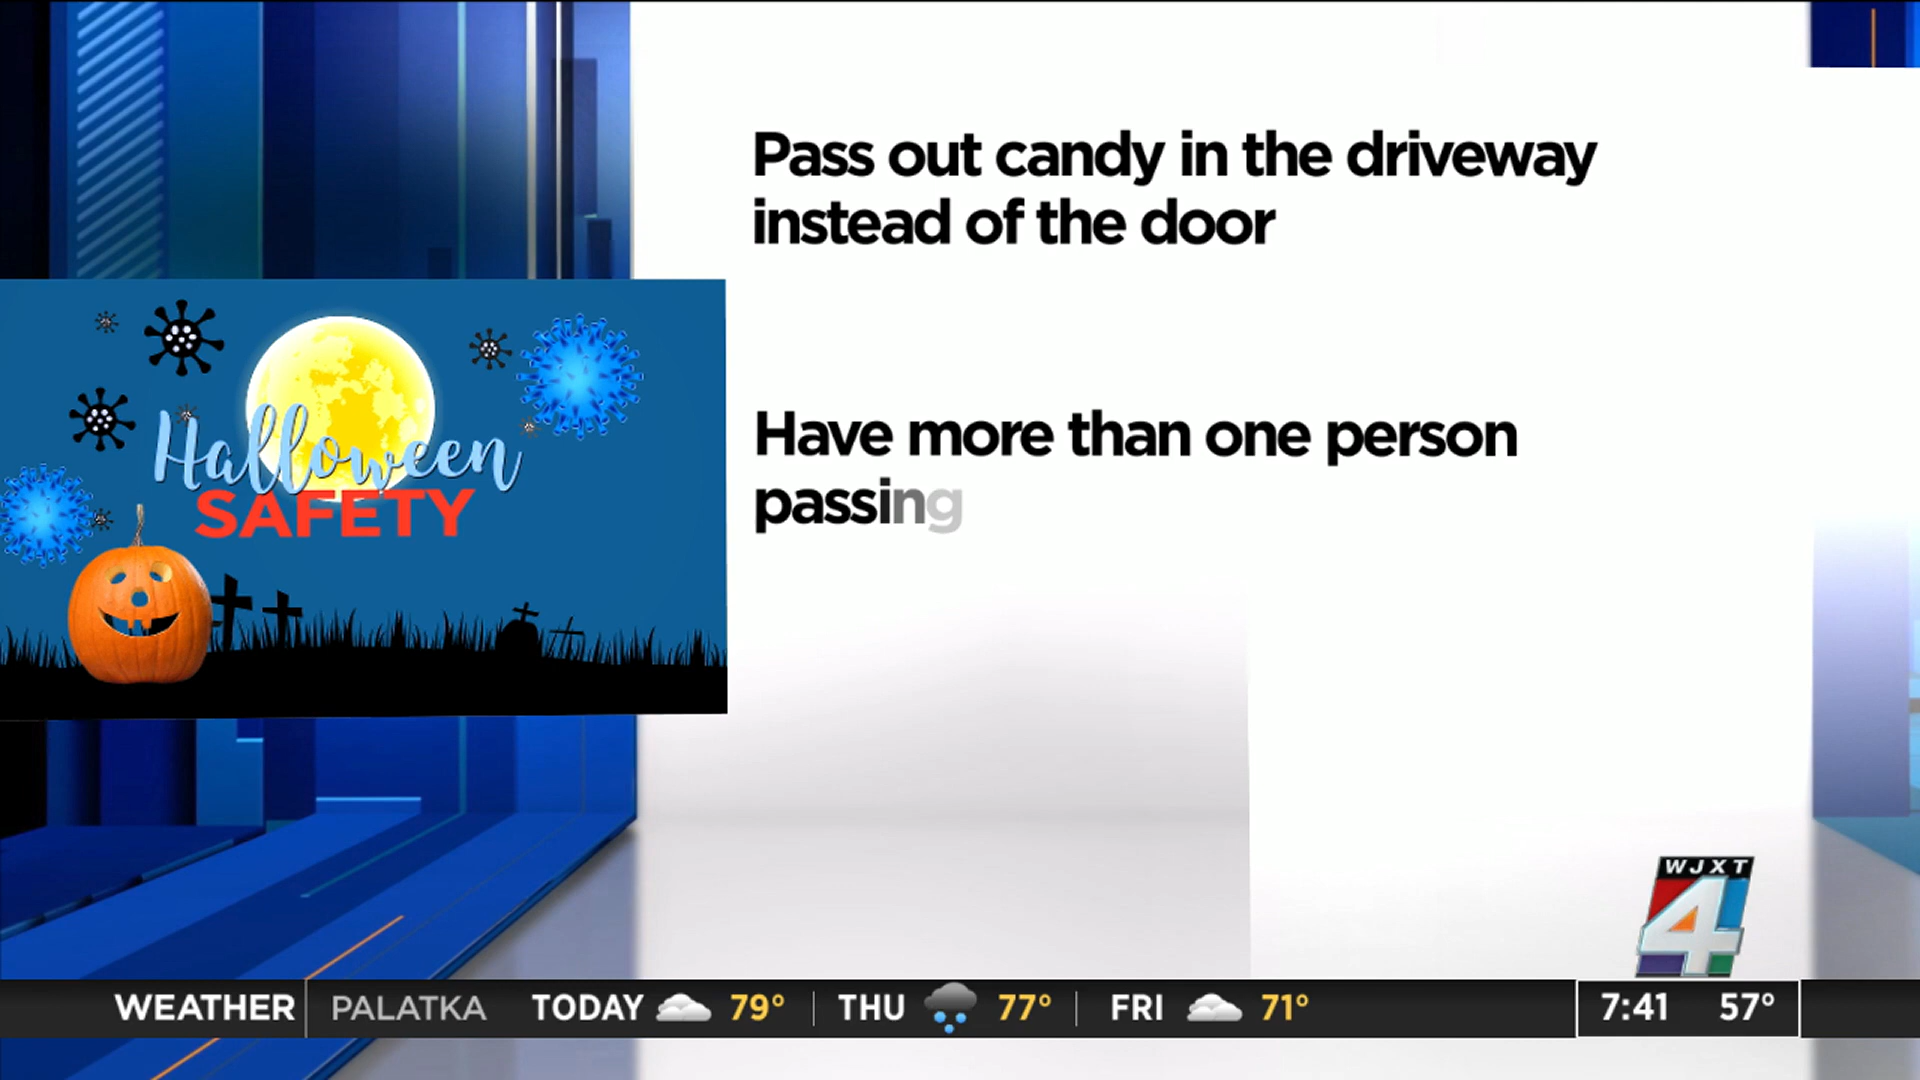 Pass out candy in the driveway
instead of the door
Halloween
SAFETY
Have more than one person
passing
WJXT
4
WEATHER PALATKA TODAY 79° THU 77° FRI 71° 7:41 57°